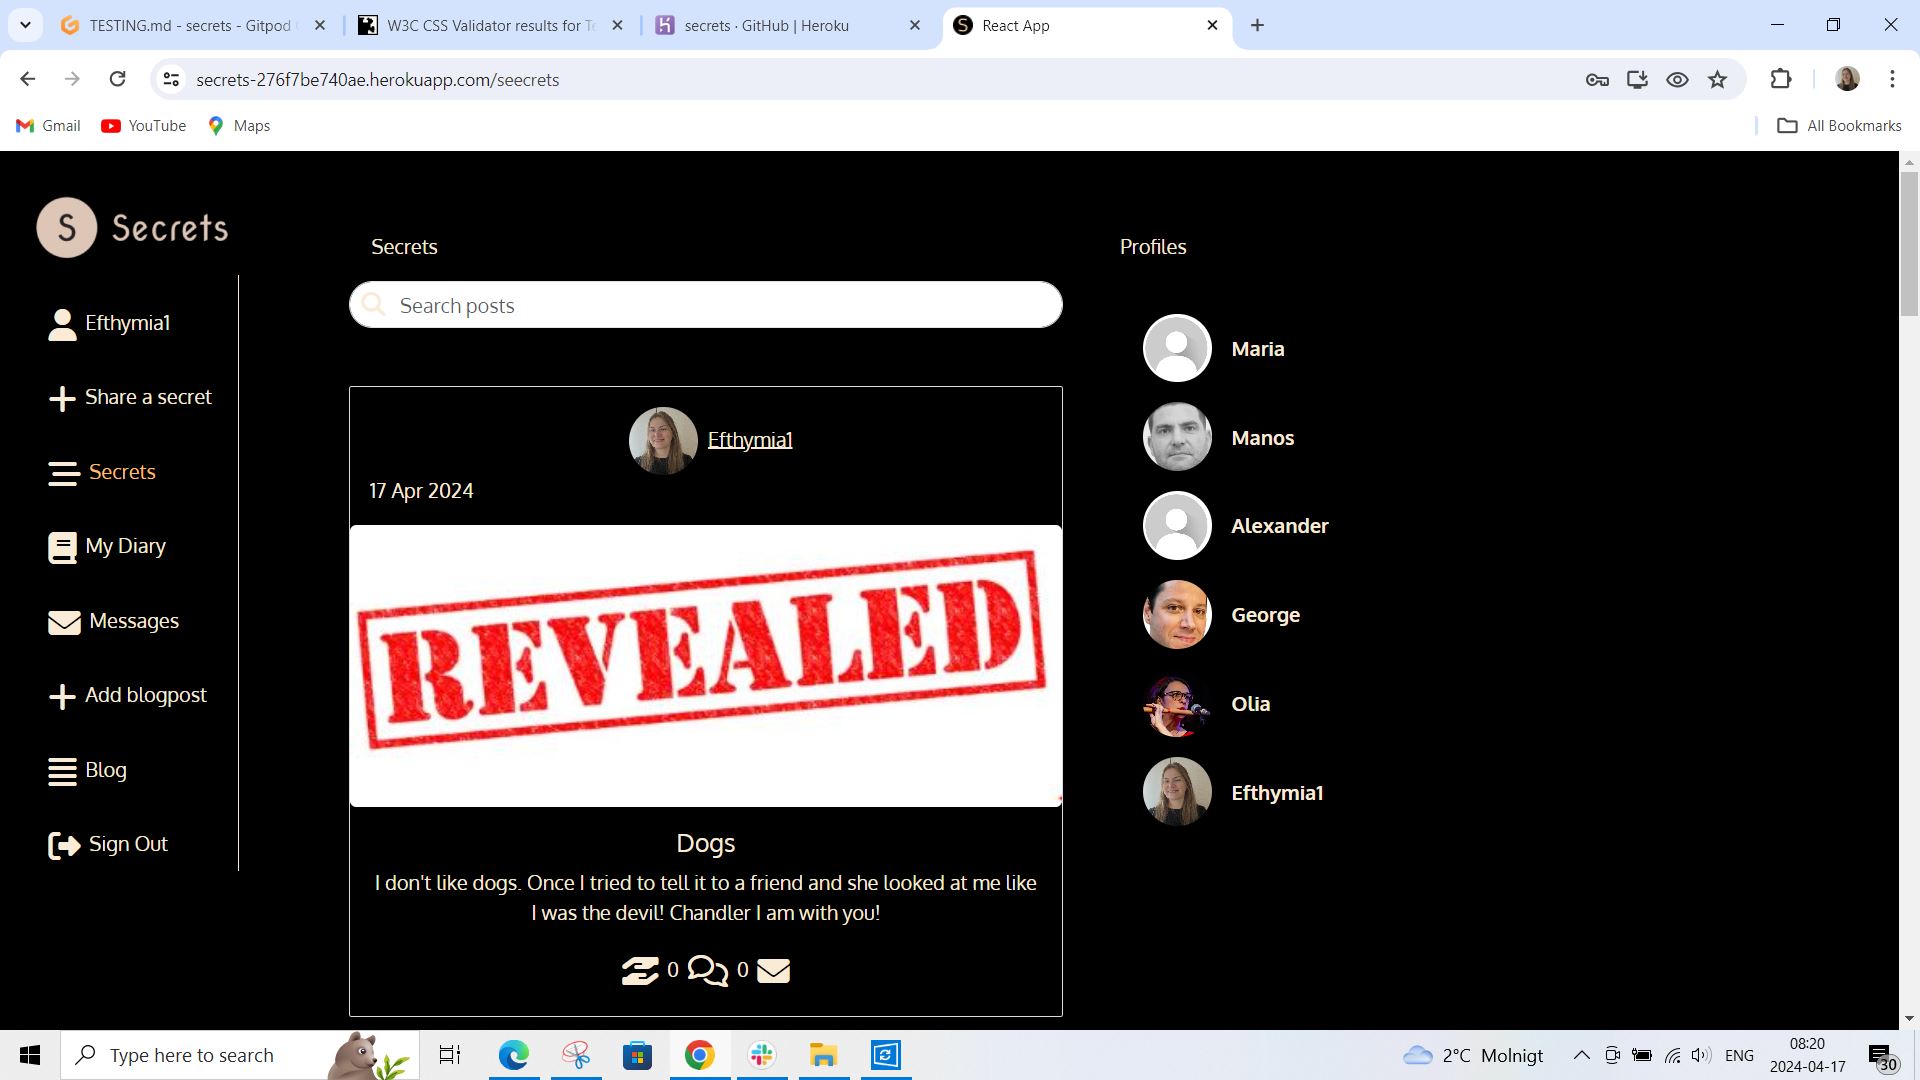 TESTING.md - secrets - Gitpod
W3C CSS Validator results for Te
secrets · GitHub | Heroku
React App
secrets-276f7be740ae.herokuapp.com/seecrets
Gmail
YouTube
Maps
All Bookmarks
S Secrets
Efthymia1
Share a secret
Secrets
My Diary
Messages
Add blogpost
Blog
Sign Out
Secrets
Search posts
Efthymia1
17 Apr 2024
REVEALED
Dogs
I don't like dogs. Once I tried to tell it to a friend and she looked at me like
I was the devil! Chandler I am with you!
0 0
Profiles
Maria
Manos
Alexander
George
Olia
Efthymia1
Type here to search
2°C Molnigt
ENG
08:20
2024-04-17
30